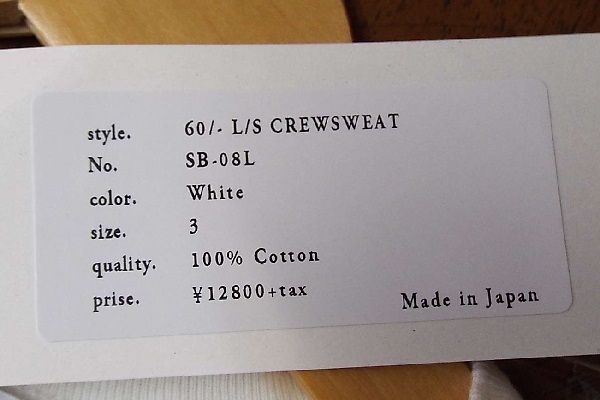 style. 60/- L/S CREWSWEAT
No. SB-08L
color. White
size. 3
quality. 100% Cotton
prise. ¥12800+tax
Made in Japan